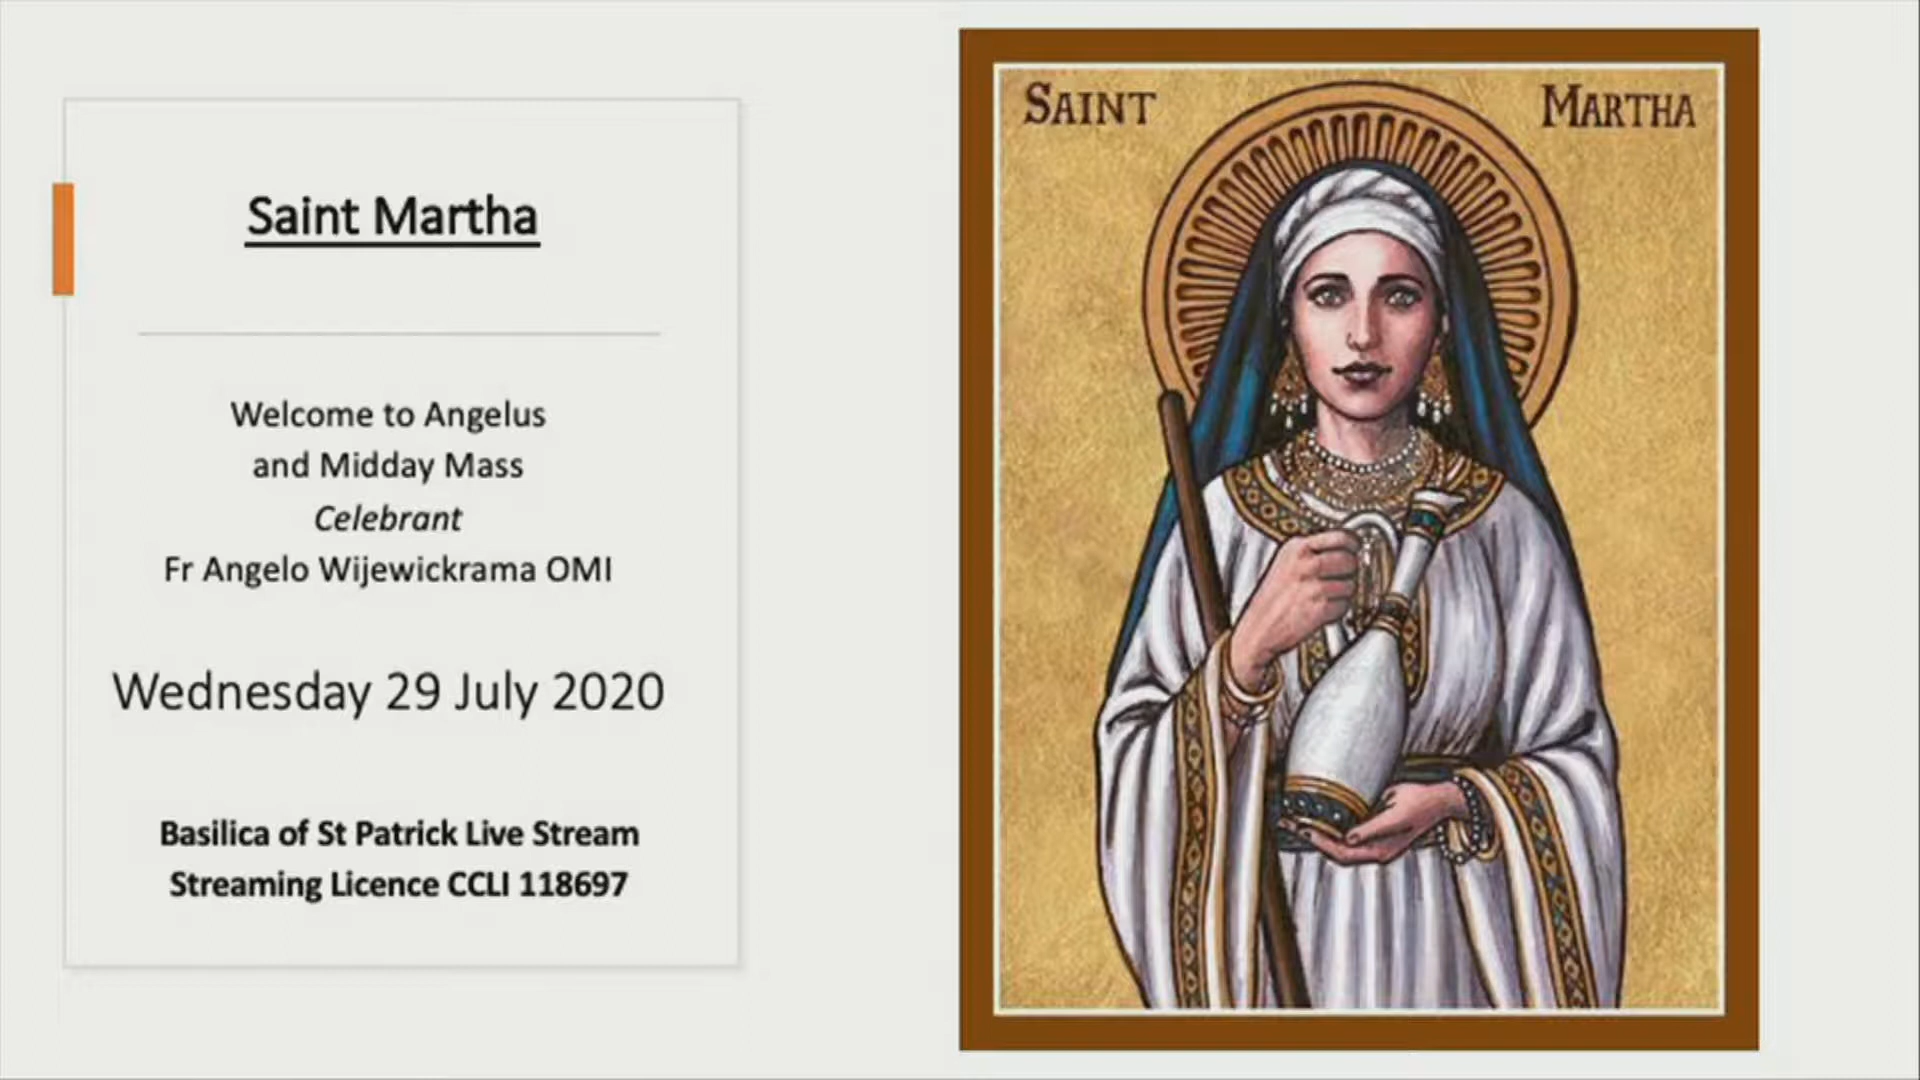 Saint Martha
Welcome to Angelus
and Midday Mass
Celebrant
Fr Angelo Wijewickrama OMI
Wednesday 29 July 2020
Basilica of St Patrick Live Stream
Streaming Licence CCLI 118697
SAINT MARTHA